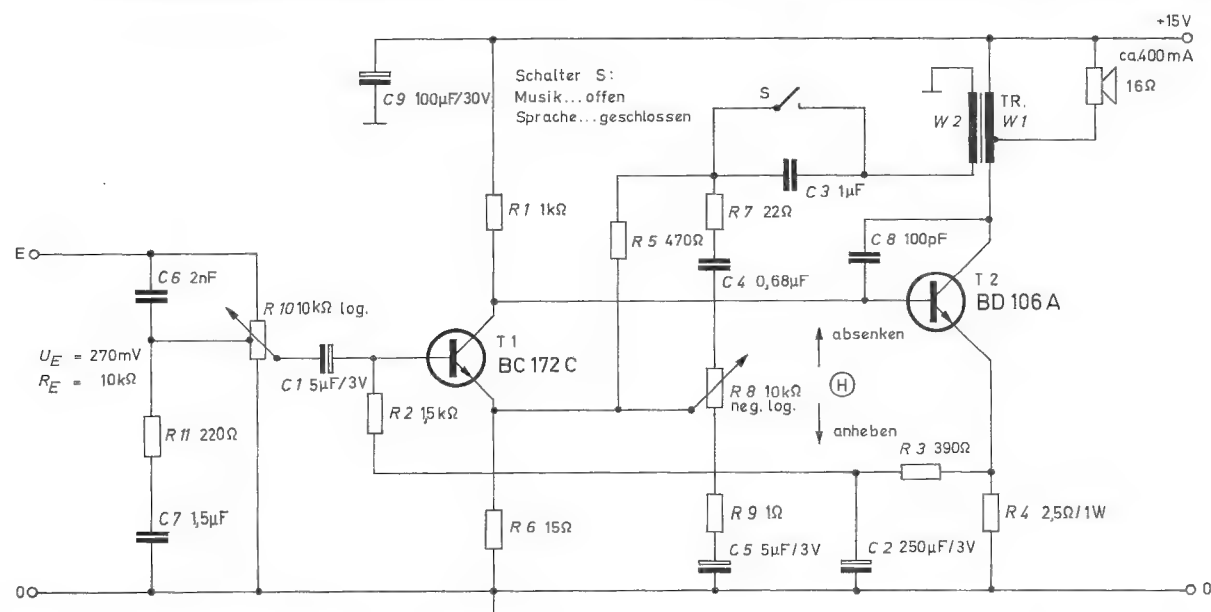 +15V
ca.400mA
C9 100µF/30V
Schalter S:
Musik...offen
Sprache...geschlossen
S
W2
TR.
W1
16Ω
C3 1µF
R1 1kΩ
R7 22Ω
R5 470Ω
C8 100pF
E
C6 2nF
C4 0,68µF
T2
BD 106A
R10 10kΩ log.
absenken
U_E = 270mV
R_E = 10kΩ
T1
BC 172C
C1 5µF/3V
R8 10kΩ
neg. log.
H
R2 1,5kΩ
anheben
R11 220Ω
R3 390Ω
C7 1,5µF
R6 15Ω
R9 1Ω
R4 2,5Ω/1W
C5 5µF/3V
C2 250µF/3V
0
0